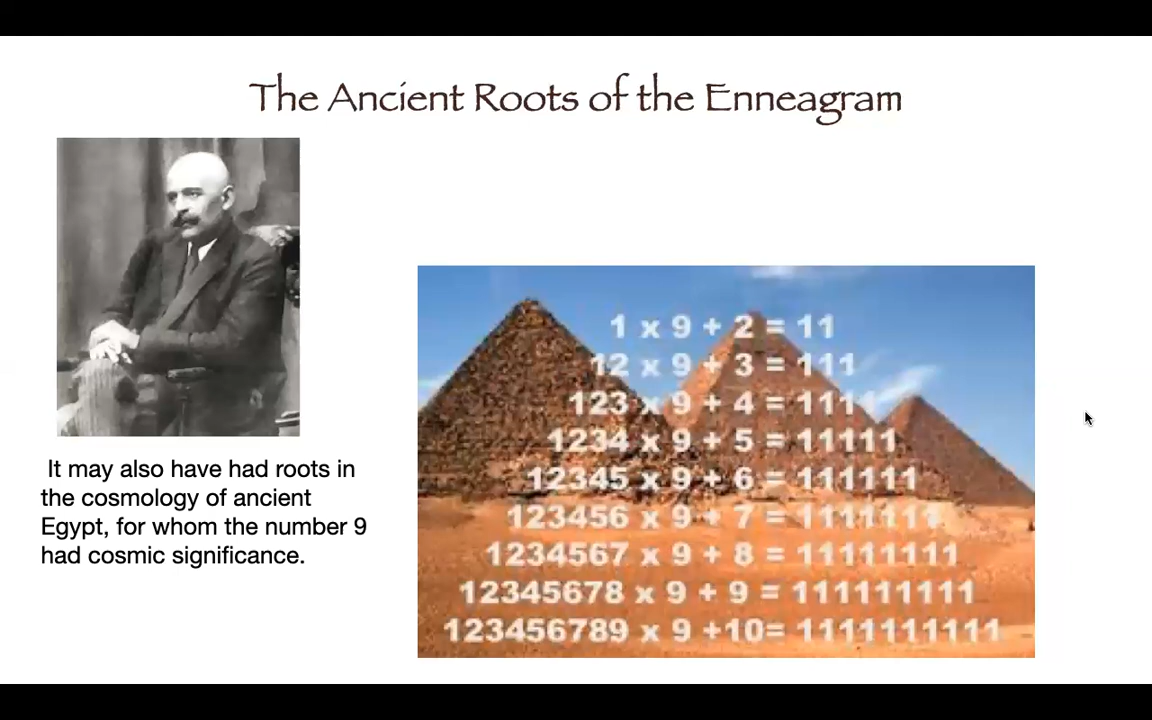 The Ancient Roots of the Enneagram
It may also have had roots in
the cosmology of ancient
Egypt, for whom the number 9
had cosmic significance.
1 x 9 + 2 = 11
12 x 9 + 3 = 111
123 x 9 + 4 = 1111
1234 x 9 + 5 = 11111
12345 x 9 + 6 = 111111
123456 x 9 + 7 = 1111111
1234567 x 9 + 8 = 11111111
12345678 x 9 + 9 = 111111111
123456789 x 9 +10= 1111111111